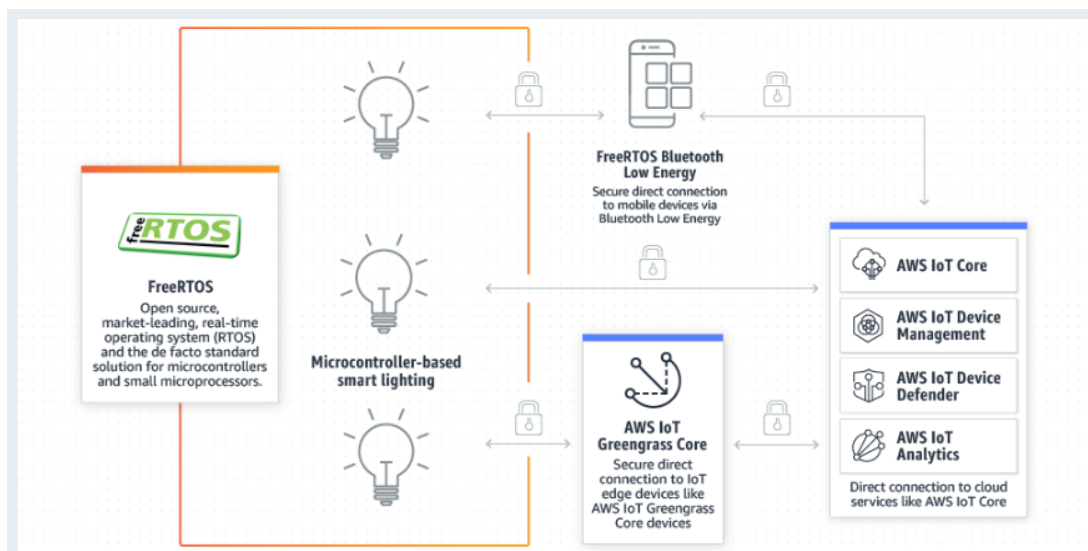 free RTOS
FreeRTOS
Open source,
market-leading, real-time
operating system (RTOS)
and the de facto standard
solution for microcontrollers
and small microprocessors.
Microcontroller-based
smart lighting
FreeRTOS Bluetooth
Low Energy
Secure direct connection
to mobile devices via
Bluetooth Low Energy
AWS IoT
Greengrass Core
Secure direct
connection to IoT
edge devices like
AWS IoT Greengrass
Core devices
AWS IoT Core
AWS IoT Device
Management
AWS IoT Device
Defender
AWS IoT
Analytics
Direct connection to cloud
services like AWS IoT Core